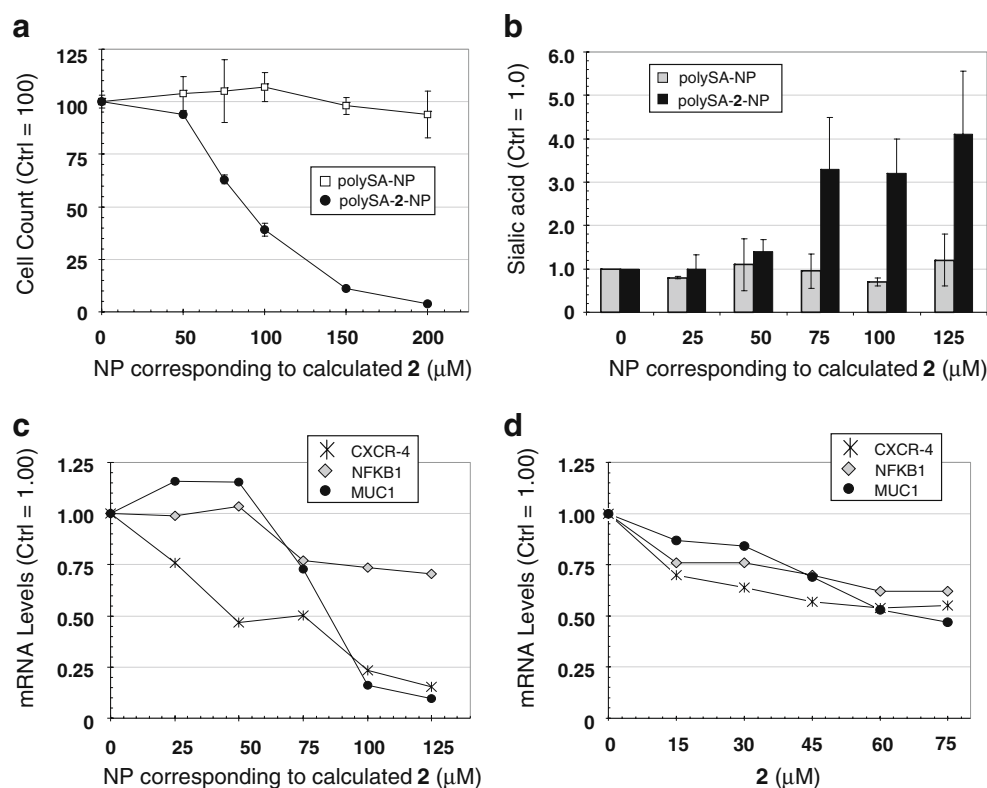 a
Cell Count (Ctrl = 100)
125
100
75
50
25
0
polySA-NP
polySA-2-NP
0 50 100 150 200
NP corresponding to calculated 2 (μM)
b
Sialic acid (Ctrl = 1.0)
6.0
5.0
4.0
3.0
2.0
1.0
0
polySA-NP
polySA-2-NP
0 25 50 75 100 125
NP corresponding to calculated 2 (μM)
c
mRNA Levels (Ctrl = 1.00)
CXCR-4
NFKB1
MUC1
1.25
1.00
0.75
0.50
0.25
0
0 25 50 75 100 125
NP corresponding to calculated 2 (μM)
d
mRNA Levels (Ctrl = 1.00)
CXCR-4
NFKB1
MUC1
1.25
1.00
0.75
0.50
0.25
0
0 15 30 45 60 75
2 (μM)